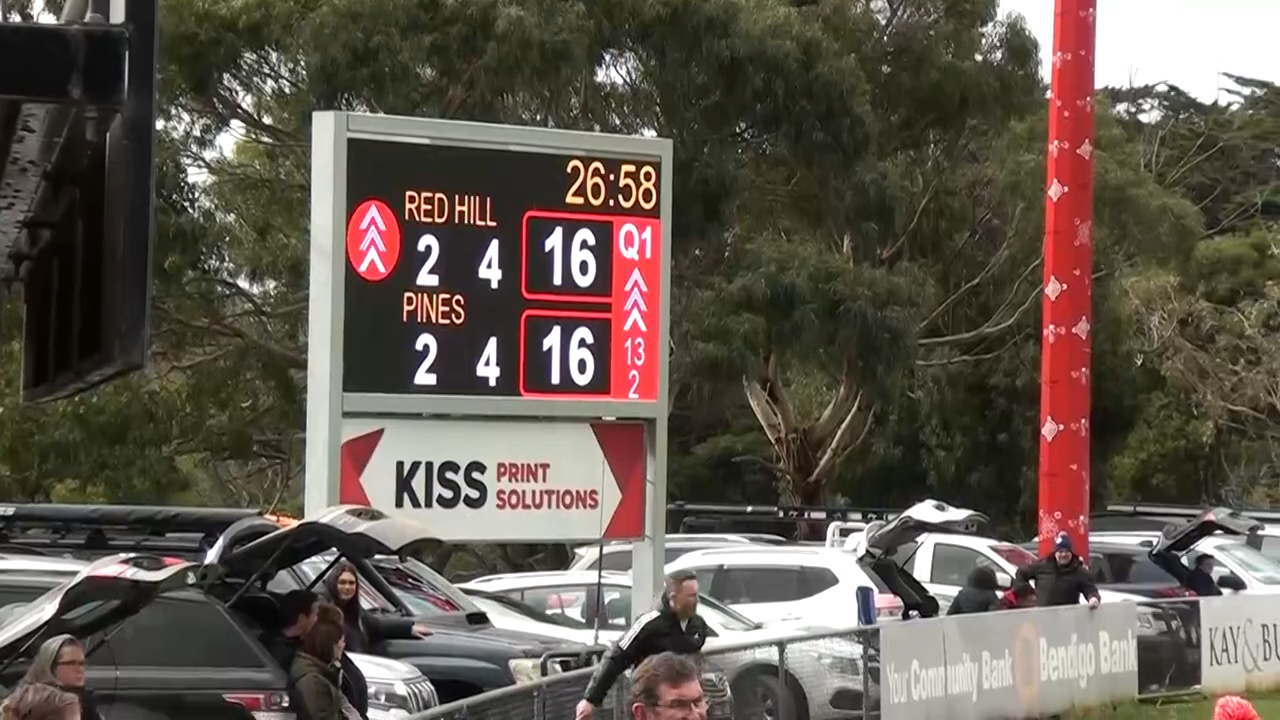 26:58
RED HILL
2 4 16
Q1
PINES
2 4 16
13
2
KISS PRINT SOLUTIONS
Your Community Bank Bendigo Bank
KAY & BU